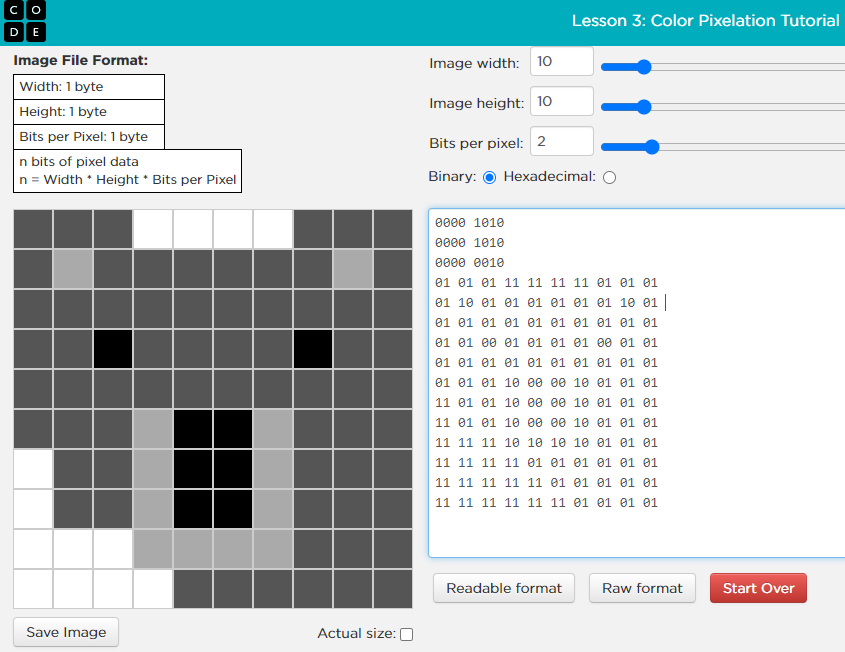 C O
D E
Lesson 3: Color Pixelation Tutorial
Image File Format:
Width: 1 byte
Height: 1 byte
Bits per Pixel: 1 byte
n bits of pixel data
n = Width * Height * Bits per Pixel
Image width: 10
Image height: 10
Bits per pixel: 2
Binary: Hexadecimal:
0000 1010
0000 1010
0000 0010
01 01 01 11 11 11 11 01 01 01
01 10 01 01 01 01 01 01 10 01
01 01 01 01 01 01 01 01 01 01
01 01 00 01 01 01 01 00 01 01
01 01 01 01 01 01 01 01 01 01
01 01 01 10 00 00 10 01 01 01
11 01 01 10 00 00 10 01 01 01
11 01 01 10 00 00 10 01 01 01
11 11 11 10 10 10 10 01 01 01
11 11 11 11 01 01 01 01 01 01
11 11 11 11 11 01 01 01 01 01
11 11 11 11 11 11 01 01 01 01
Readable format
Raw format
Start Over
Save Image
Actual size: